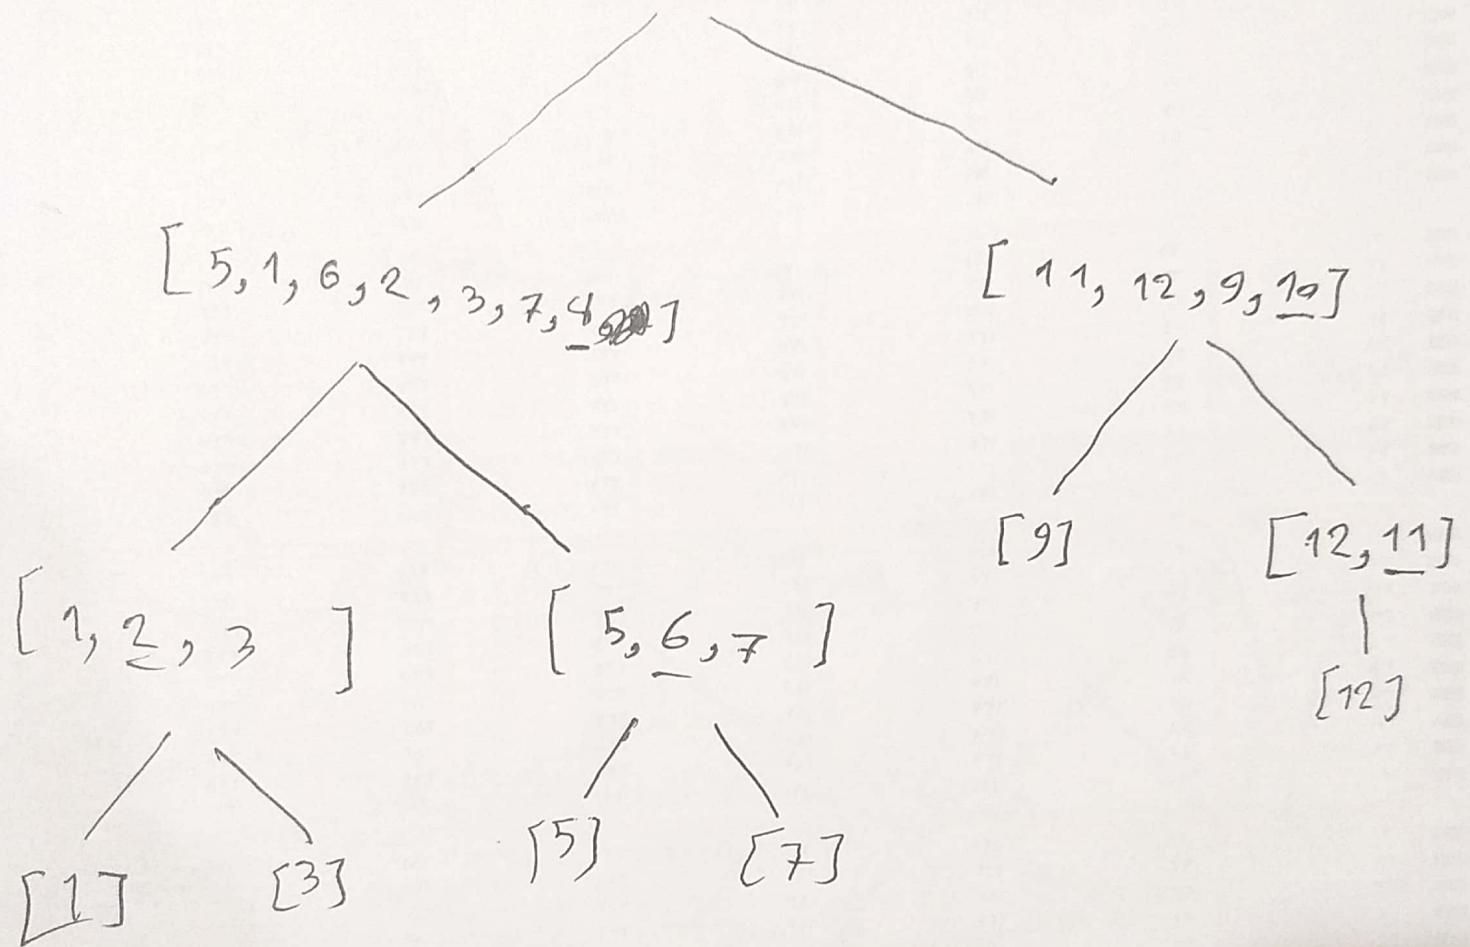 [5, 1, 6, 2, 3, 7, 4] [11, 12, 9, 10]
[9] [12, 11]
[1, 2, 3] [5, 6, 7]
[12]
[1] [3] [5] [7]